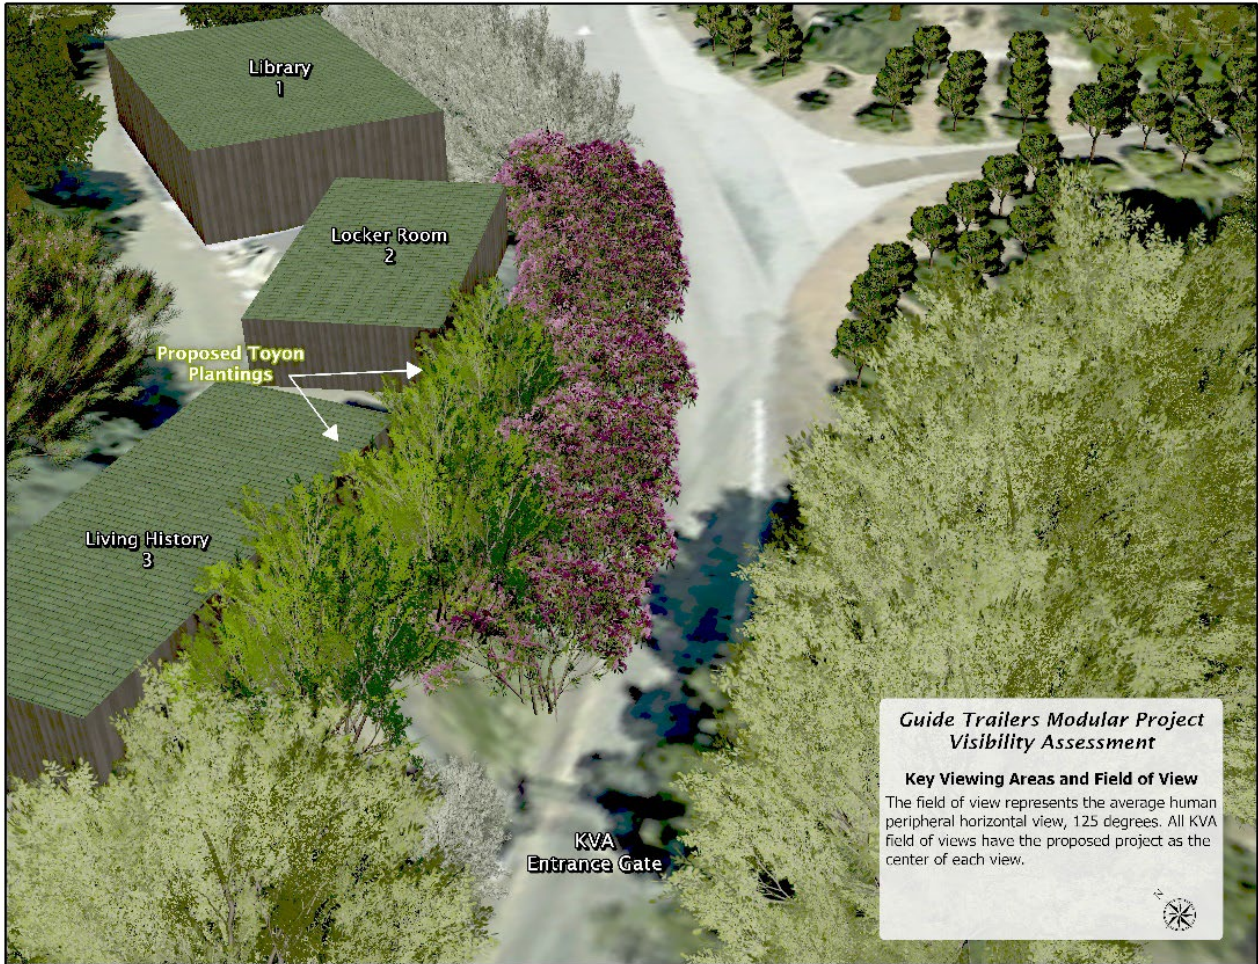 Library
1
Locker Room
2
Proposed Toyon
Plantings
Living History
3
KVA
Entrance Gate
Guide Trailers Modular Project
Visibility Assessment
Key Viewing Areas and Field of View
The field of view represents the average human
peripheral horizontal view, 125 degrees. All KVA
field of views have the proposed project as the
center of each view.
N